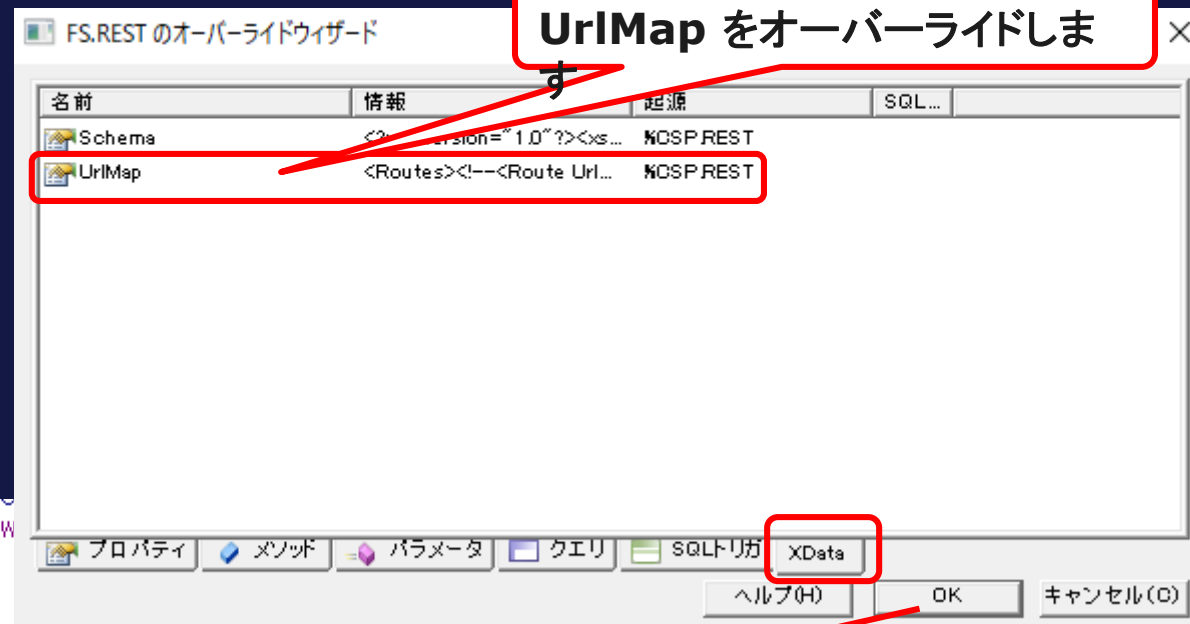 FS.REST のオーバーライドウィザード
UrlMap をオーバーライドしま
す
名前 情報 起源 SQL...
Schema ersion="1.0"?><xs... %CSP.REST
UrlMap <Routes><!--<Route Url... %CSP.REST
W
プロパティ メソッド パラメータ クエリ SQLトリガ XData
ヘルプ(H) OK キャンセル(C)